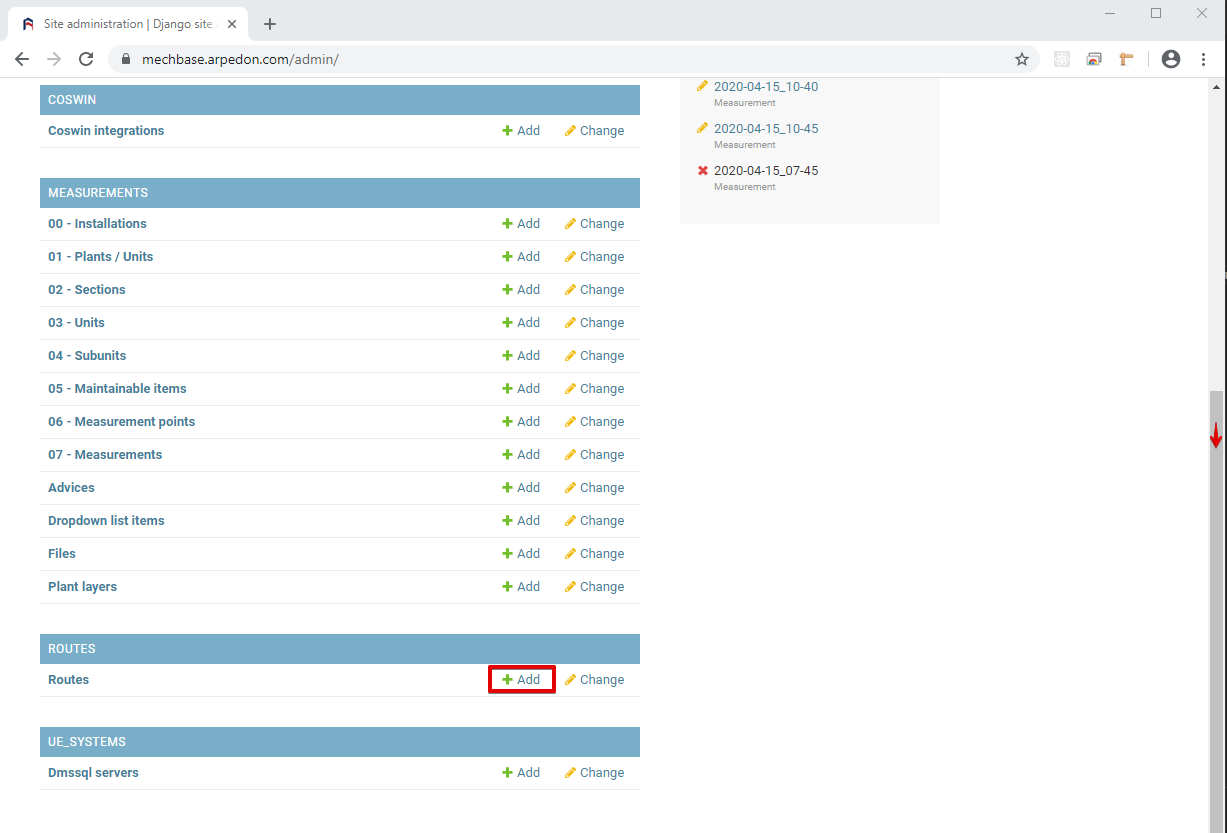 Site administration | Django site
mechbase.arpedon.com/admin/
COSWIN
Coswin integrations Add Change
MEASUREMENTS
00 - Installations Add Change
01 - Plants / Units Add Change
02 - Sections Add Change
03 - Units Add Change
04 - Subunits Add Change
05 - Maintainable items Add Change
06 - Measurement points Add Change
07 - Measurements Add Change
Advices Add Change
Dropdown list items Add Change
Files Add Change
Plant layers Add Change
ROUTES
Routes Add Change
UE_SYSTEMS
Dmssql servers Add Change
2020-04-15_10-40
Measurement
2020-04-15_10-45
Measurement
2020-04-15_07-45
Measurement